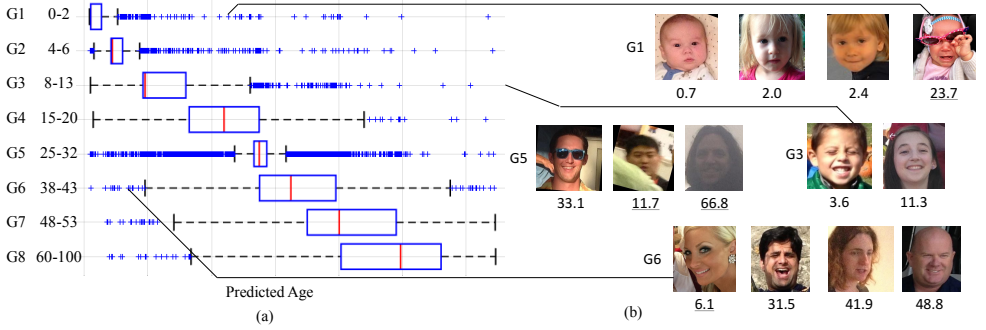 G1 0-2
G2 4-6
G3 8-13
G4 15-20
G5 25-32
G6 38-43
G7 48-53
G8 60-100
Predicted Age
(a)
G1
0.7 2.0 2.4 23.7
G5
33.1 11.7 66.8
G3
3.6 11.3
G6
6.1 31.5 41.9 48.8
(b)